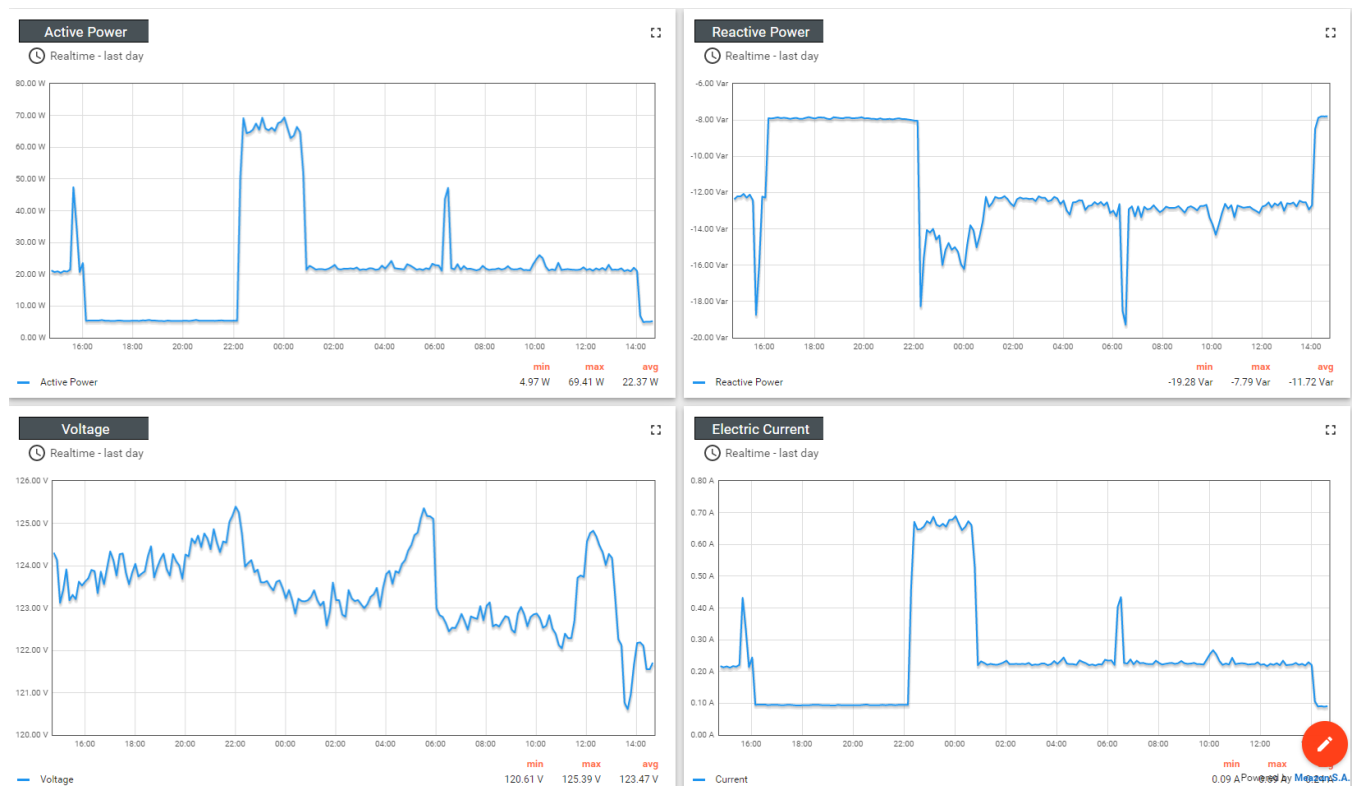 Active Power
Realtime - last day
80.00 W
70.00 W
60.00 W
50.00 W
40.00 W
30.00 W
20.00 W
10.00 W
0.00 W
16:00 18:00 20:00 22:00 00:00 02:00 04:00 06:00 08:00 10:00 12:00 14:00
min max avg
Active Power 4.97 W 69.41 W 22.37 W
Reactive Power
Realtime - last day
-6.00 Var
-8.00 Var
-10.00 Var
-12.00 Var
-14.00 Var
-16.00 Var
-18.00 Var
-20.00 Var
16:00 18:00 20:00 22:00 00:00 02:00 04:00 06:00 08:00 10:00 12:00 14:00
min max avg
Reactive Power -19.28 Var -7.79 Var -11.72 Var
Voltage
Realtime - last day
126.00 V
125.00 V
124.00 V
123.00 V
122.00 V
121.00 V
120.00 V
16:00 18:00 20:00 22:00 00:00 02:00 04:00 06:00 08:00 10:00 12:00 14:00
min max avg
Voltage 120.61 V 125.39 V 123.47 V
Electric Current
Realtime - last day
0.80 A
0.70 A
0.60 A
0.50 A
0.40 A
0.30 A
0.20 A
0.10 A
0.00 A
16:00 18:00 20:00 22:00 00:00 02:00 04:00 06:00 08:00 10:00 12:00
min max
Current 0.09 A 0.69 A 0.24 A
Powered by S.A.